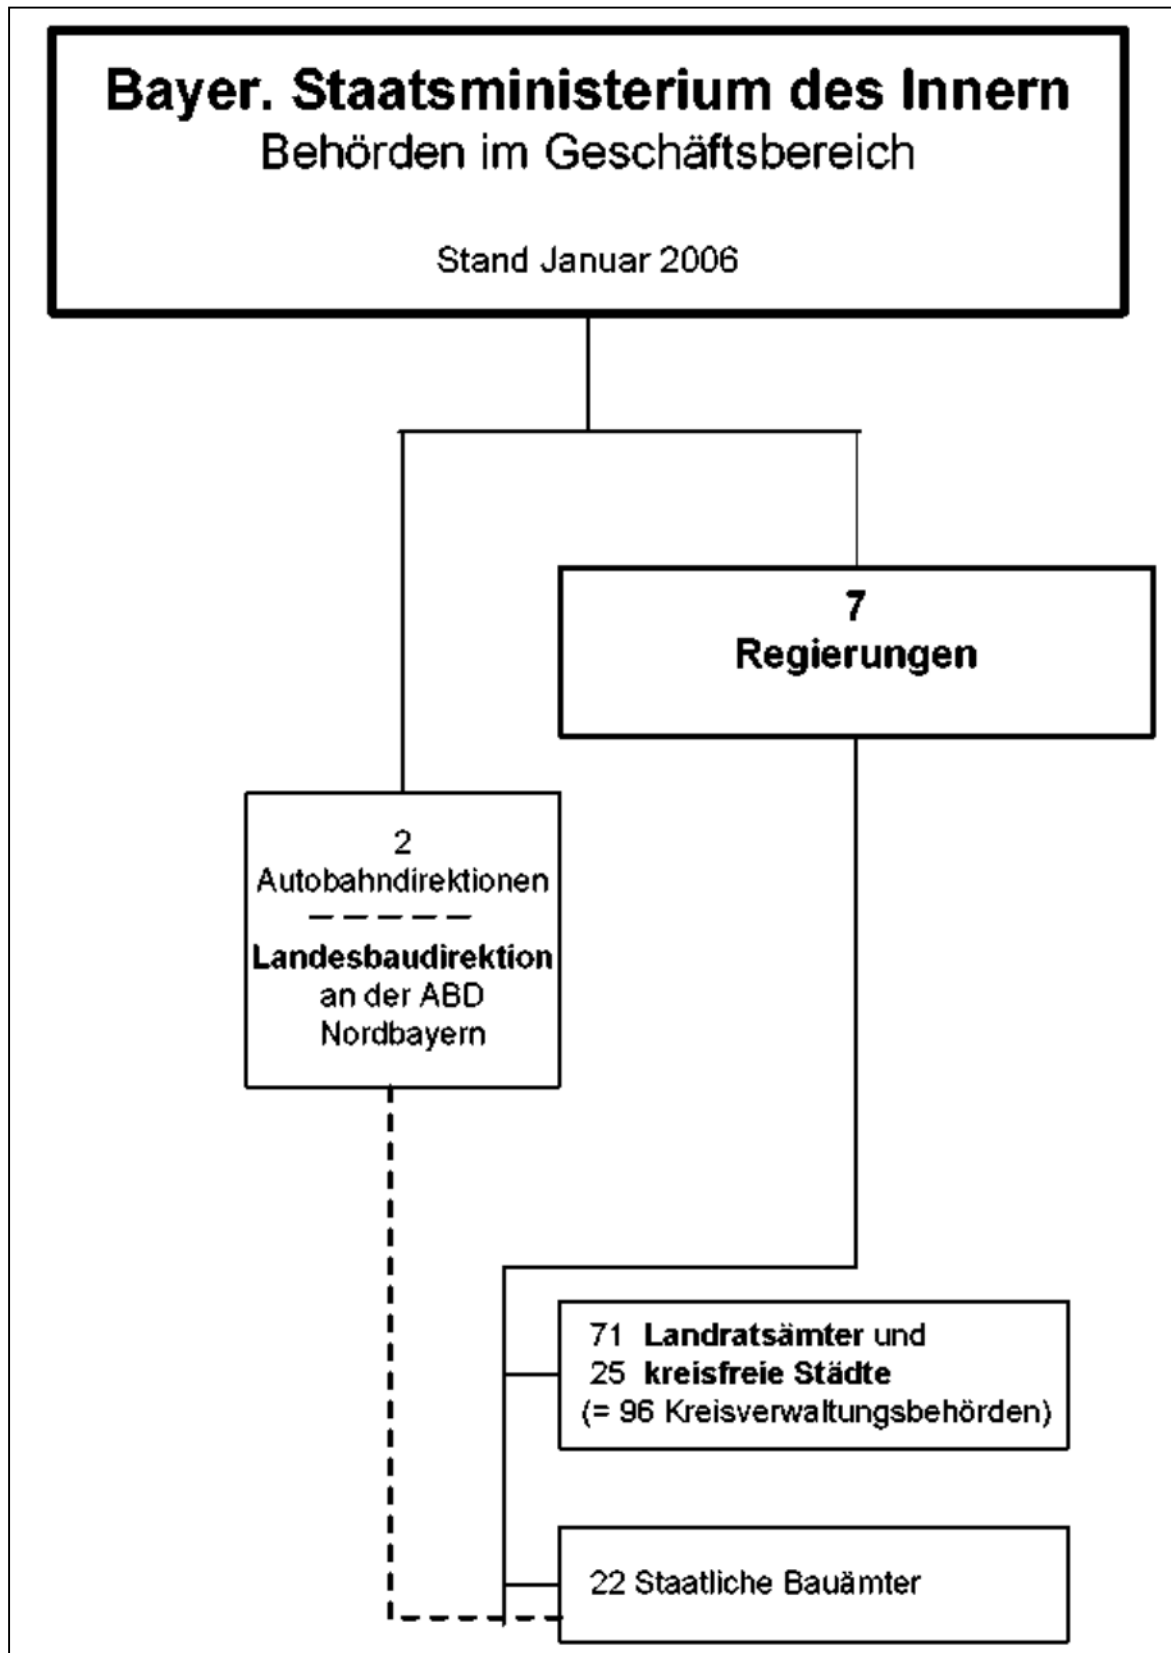 Bayer. Staatsministerium des Innern
Behörden im Geschäftsbereich
Stand Januar 2006
7
Regierungen
2
Autobahndirektionen
Landesbaudirektion
an der ABD
Nordbayern
71 Landratsämter und
25 kreisfreie Städte
(= 96 Kreisverwaltungsbehörden)
22 Staatliche Bauämter